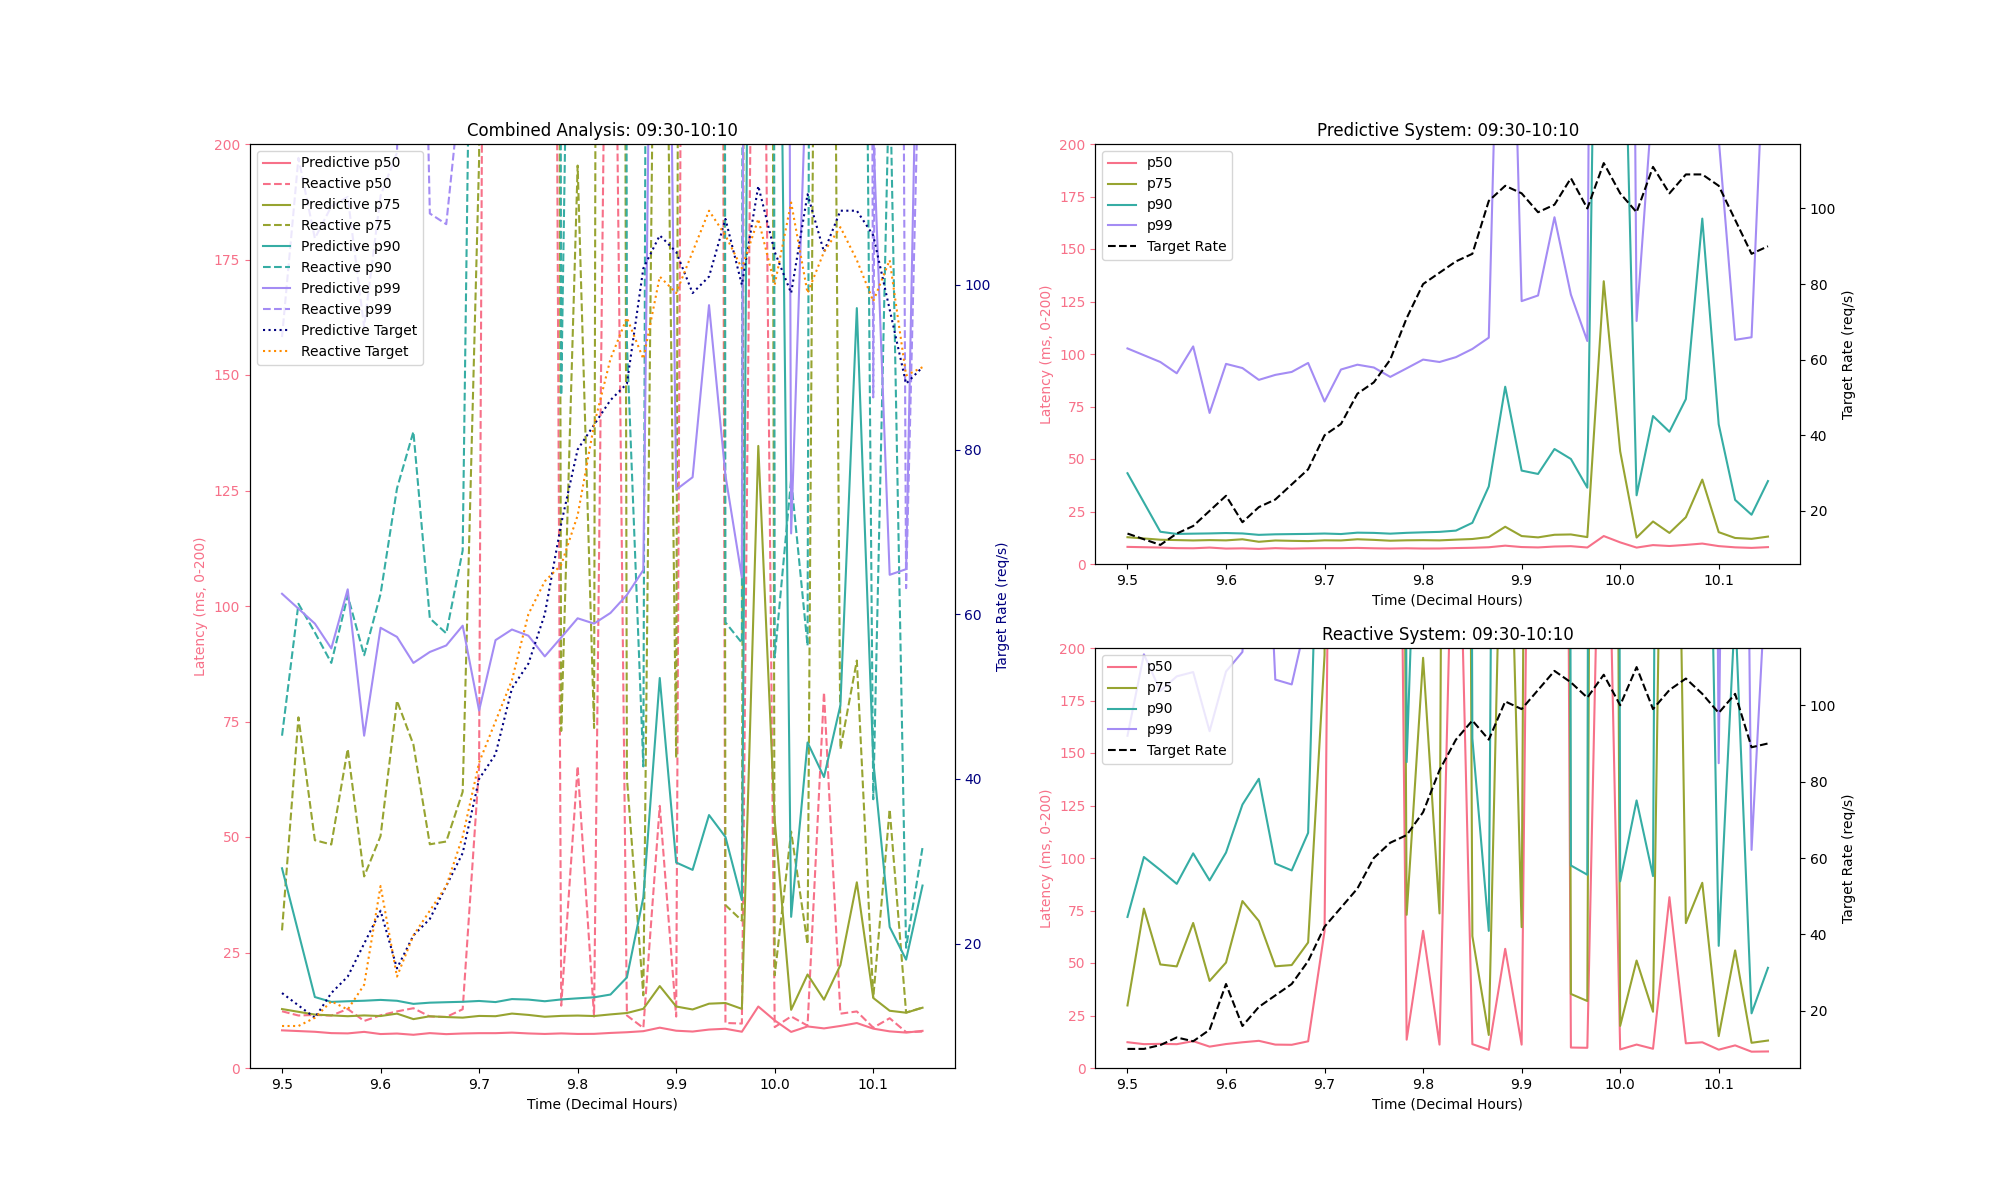 Combined Analysis: 09:30-10:10
Latency (ms, 0-200)
200
175
150
125
100
75
50
25
0
Predictive p50
Reactive p50
Predictive p75
Reactive p75
Predictive p90
Reactive p90
Predictive p99
Reactive p99
Predictive Target
Reactive Target
100
80
60
40
20
Target Rate (req/s)
9.5 9.6 9.7 9.8 9.9 10.0 10.1
Time (Decimal Hours)
Predictive System: 09:30-10:10
Latency (ms, 0-200)
200
175
150
125
100
75
50
25
0
p50
p75
p90
p99
Target Rate
100
80
60
40
20
Target Rate (req/s)
9.5 9.6 9.7 9.8 9.9 10.0 10.1
Time (Decimal Hours)
Reactive System: 09:30-10:10
Latency (ms, 0-200)
200
175
150
125
100
75
50
25
0
p50
p75
p90
p99
Target Rate
100
80
60
40
20
Target Rate (req/s)
9.5 9.6 9.7 9.8 9.9 10.0 10.1
Time (Decimal Hours)